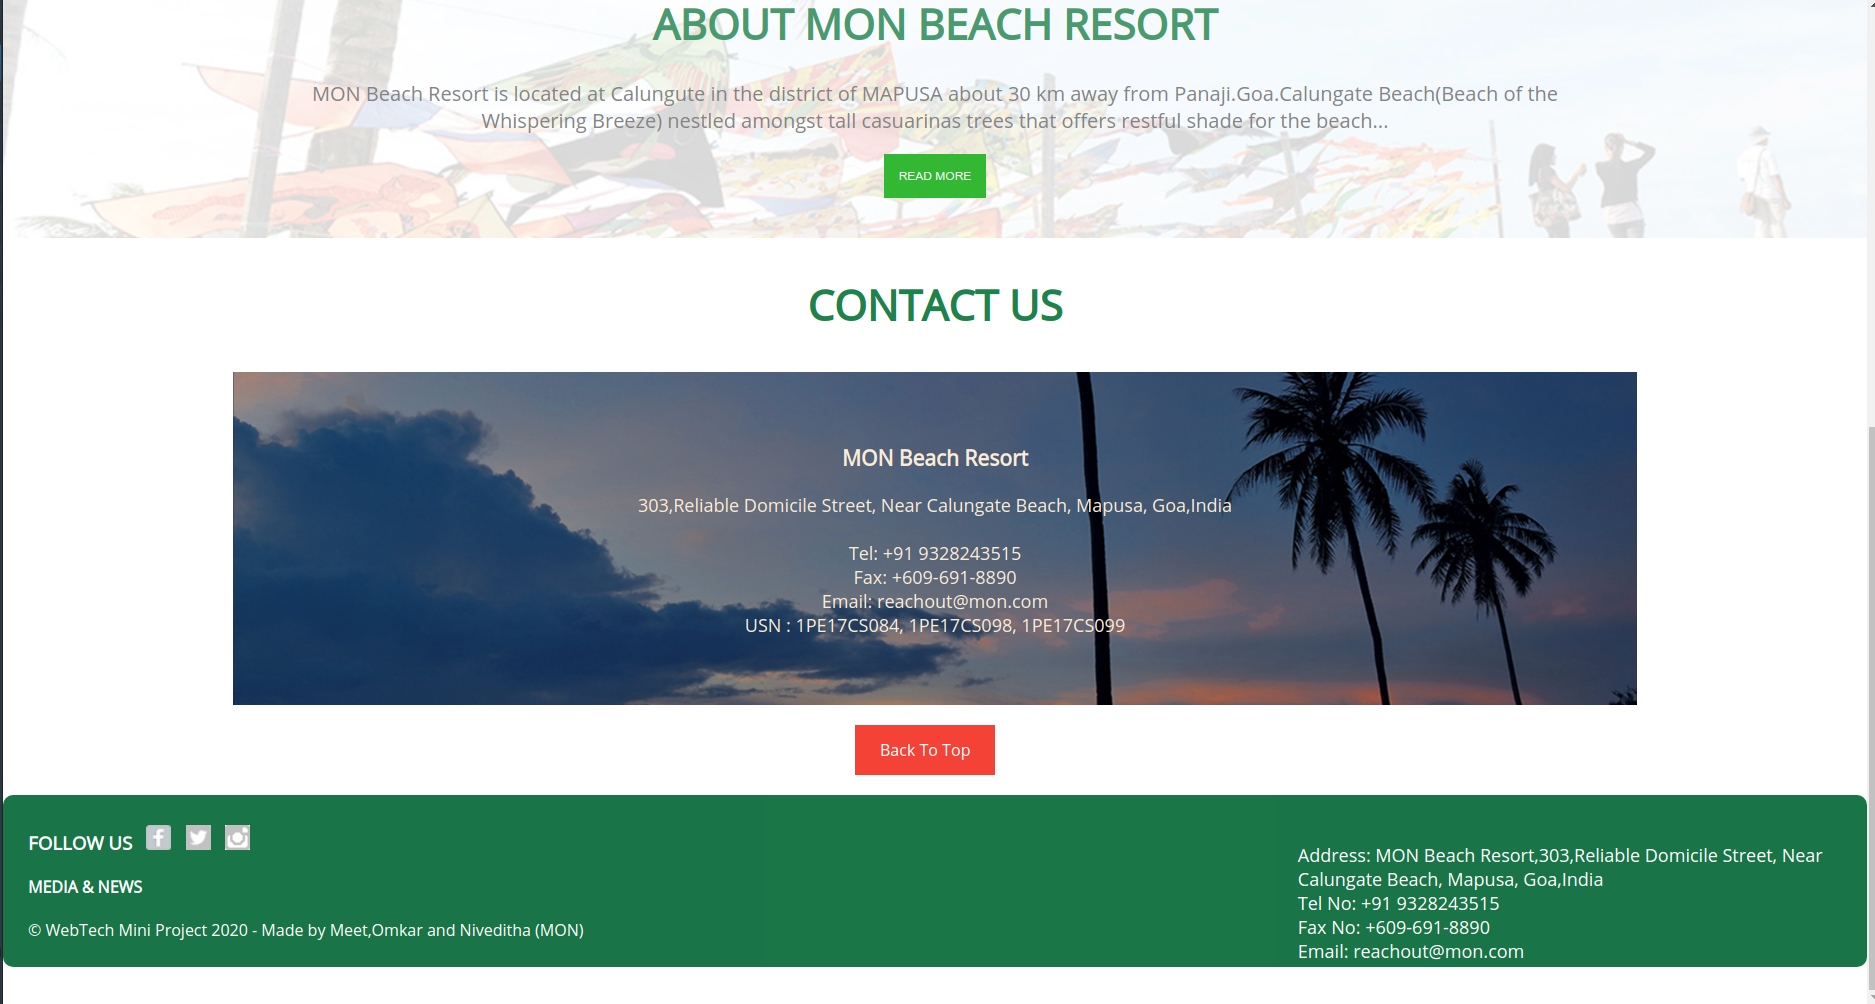 ABOUT MON BEACH RESORT
MON Beach Resort is located at Calungute in the district of MAPUSA about 30 km away from Panaji.Goa.Calungate Beach(Beach of the
Whispering Breeze) nestled amongst tall casuarinas trees that offers restful shade for the beach...
READ MORE
CONTACT US
MON Beach Resort
303,Reliable Domicile Street, Near Calungate Beach, Mapusa, Goa,India
Tel: +91 9328243515
Fax: +609-691-8890
Email: reachout@mon.com
USN : 1PE17CS084, 1PE17CS098, 1PE17CS099
Back To Top
FOLLOW US
MEDIA & NEWS
© WebTech Mini Project 2020 - Made by Meet,Omkar and Niveditha (MON)
Address: MON Beach Resort,303,Reliable Domicile Street, Near
Calungate Beach, Mapusa, Goa,India
Tel No: +91 9328243515
Fax No: +609-691-8890
Email: reachout@mon.com